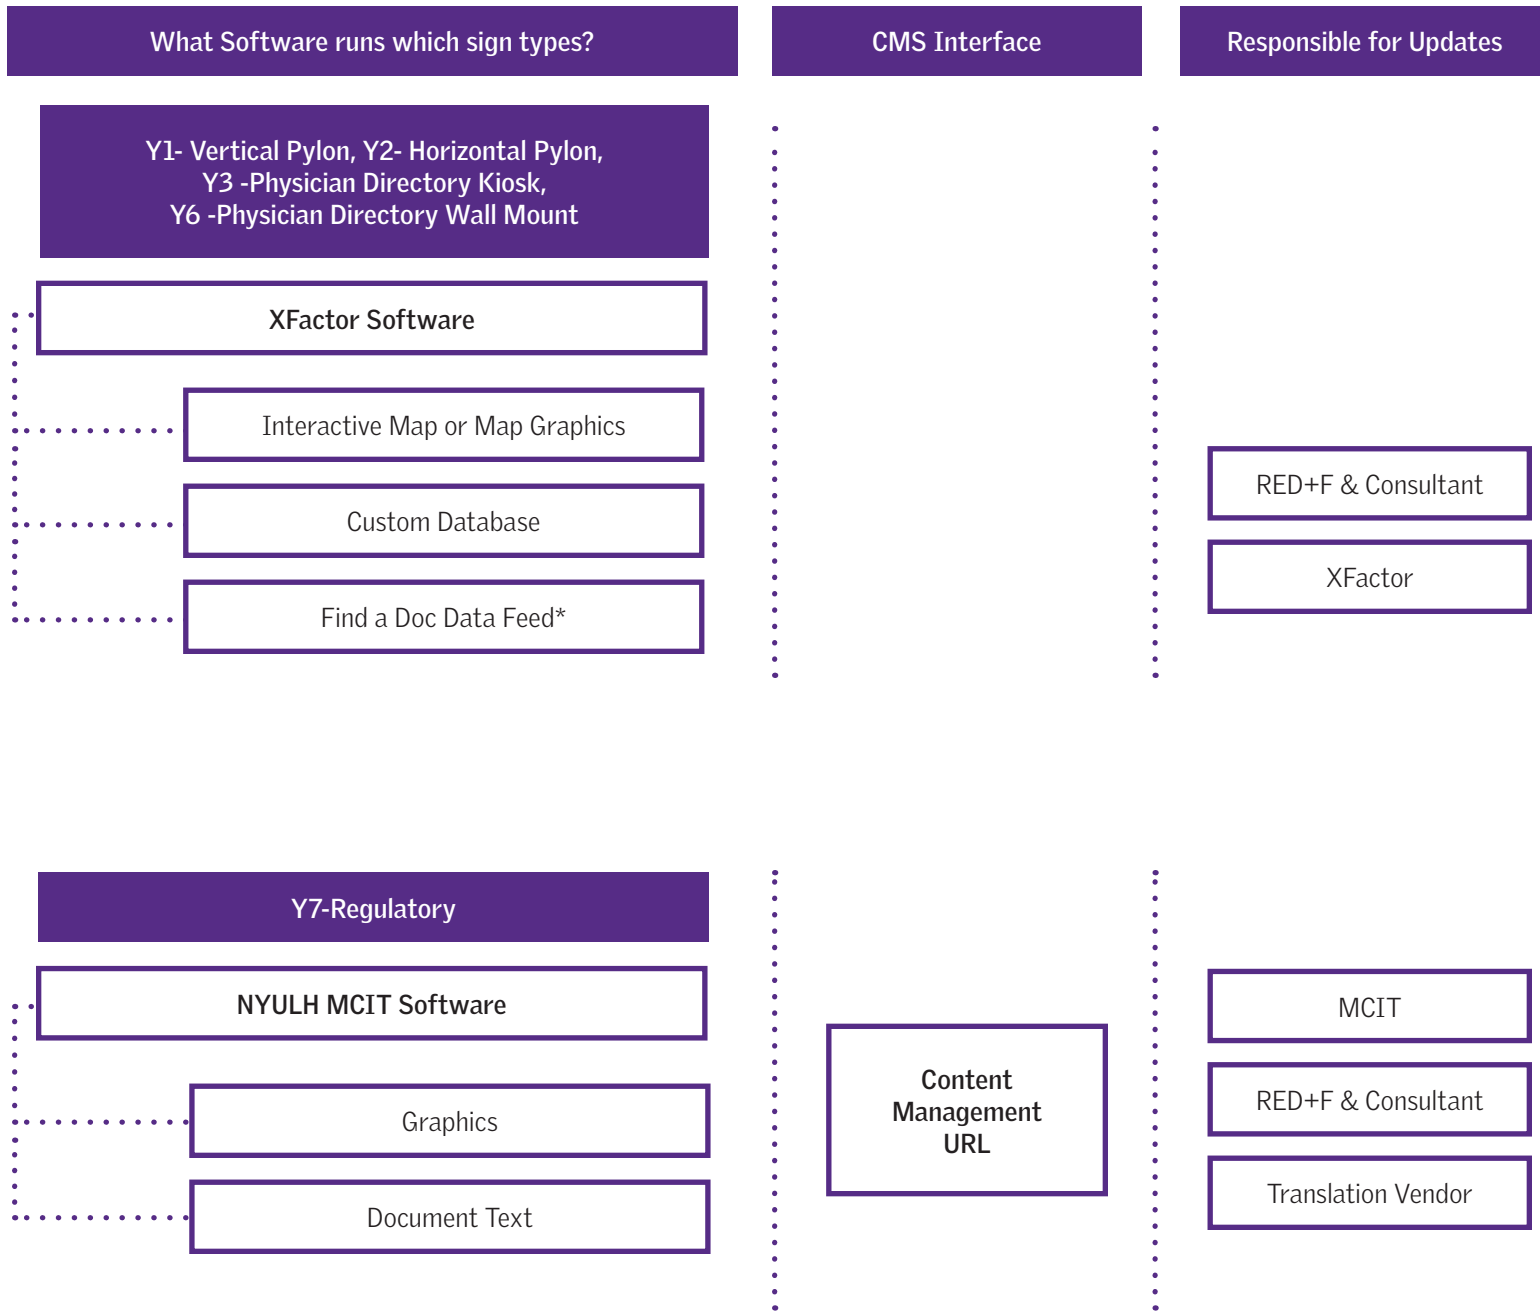 What Software runs which sign types?
CMS Interface
Responsible for Updates
Y1- Vertical Pylon, Y2- Horizontal Pylon,
Y3 -Physician Directory Kiosk,
Y6 -Physician Directory Wall Mount
XFactor Software
Interactive Map or Map Graphics
Custom Database
Find a Doc Data Feed*
RED+F & Consultant
XFactor
Y7-Regulatory
NYULH MCIT Software
Graphics
Document Text
Content
Management
URL
MCIT
RED+F & Consultant
Translation Vendor